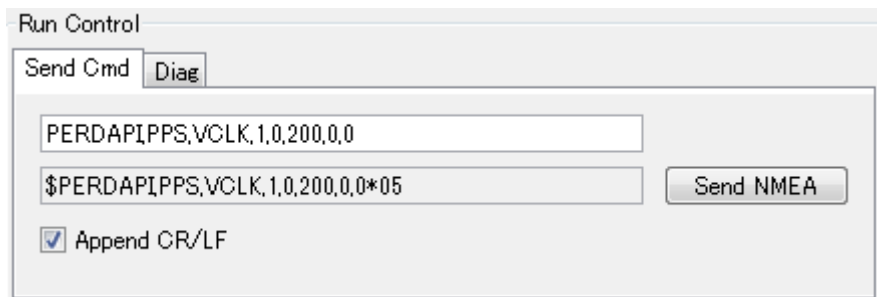 Run Control
Send Cmd Diag
PERDAPI,PPS,VCLK,1,0,200,0,0
$PERDAPI,PPS,VCLK,1,0,200,0,0*05 Send NMEA
Append CR/LF